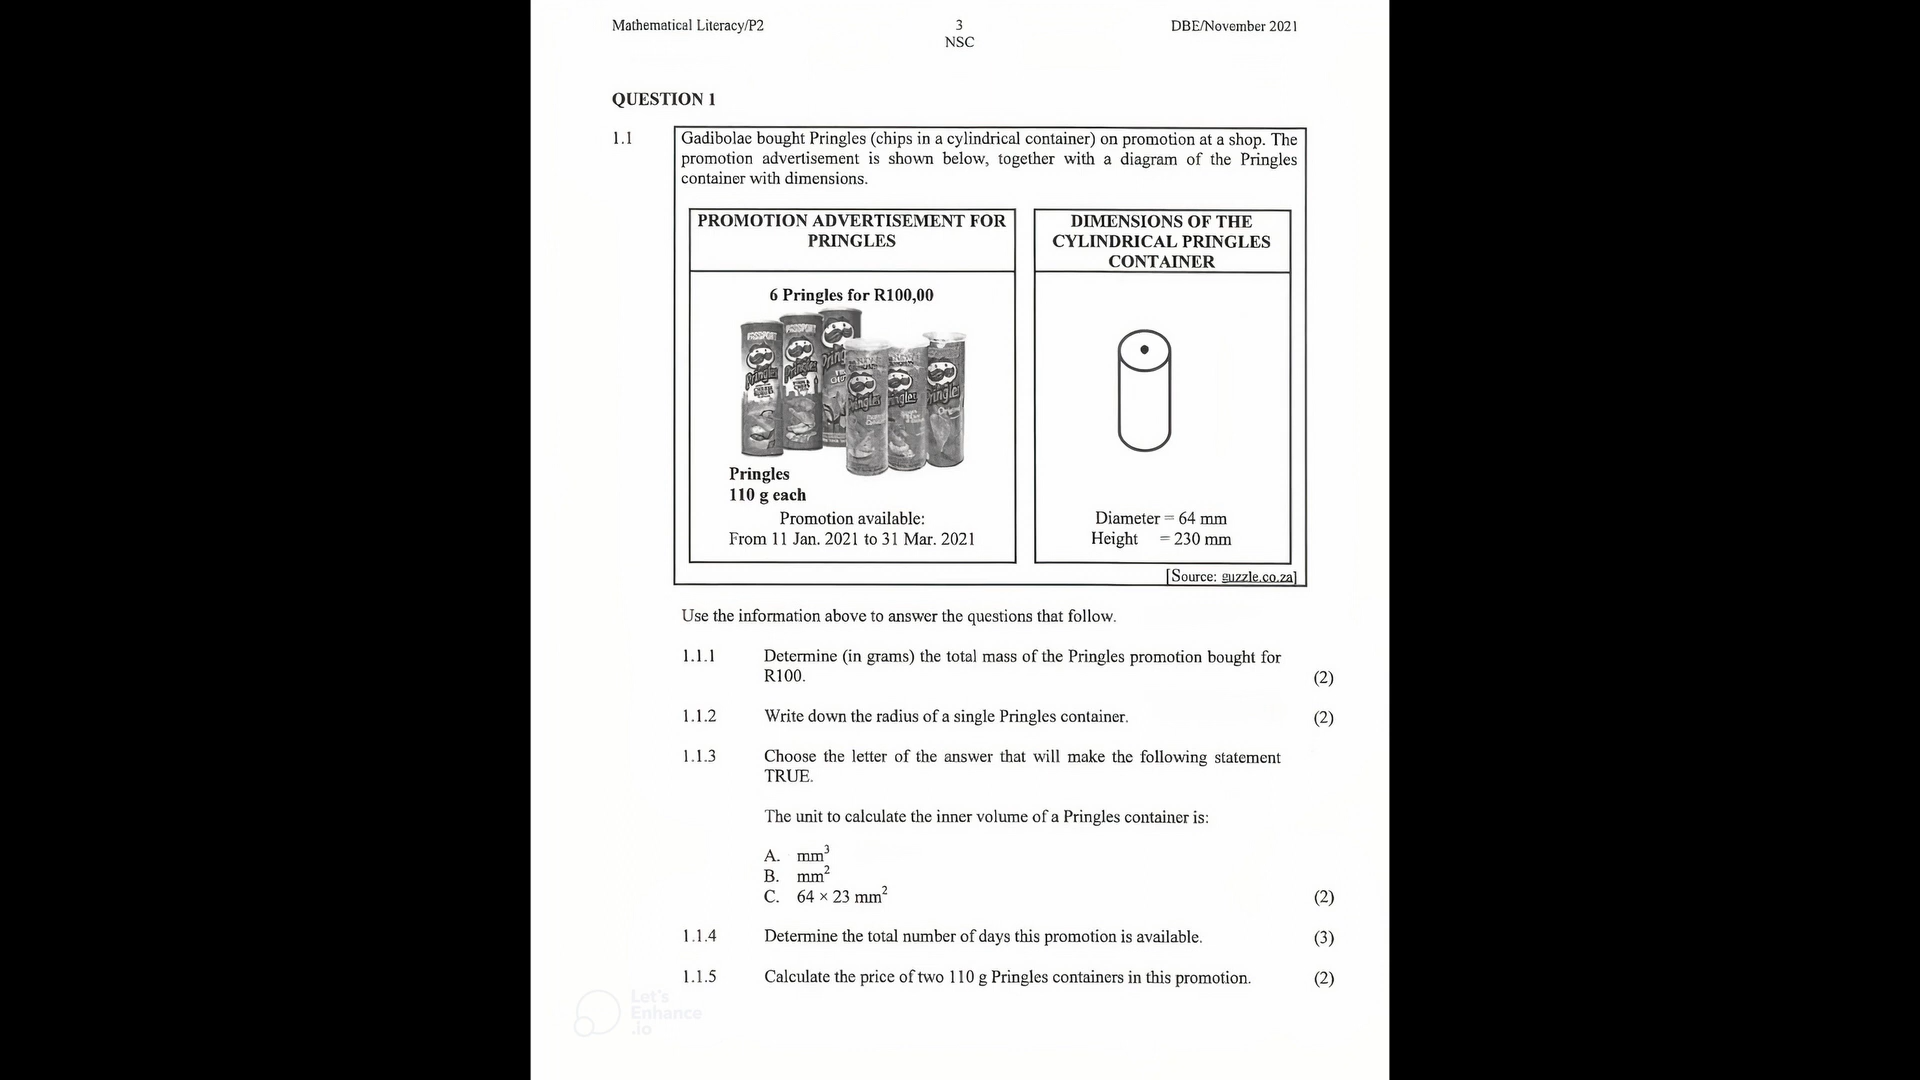 Mathematical Literacy/P2
3
DBE/November 2021
NSC
QUESTION 1
1.1
Gadibolae bought Pringles (chips in a cylindrical container) on promotion at a shop. The
promotion advertisement is shown below, together with a diagram of the Pringles
container with dimensions.
PROMOTION ADVERTISEMENT FOR
PRINGLES
6 Pringles for R100,00
PASSPORT
PASSPORT
Pringles
Pringles
Pringles
110 g each
Promotion available:
From 11 Jan. 2021 to 31 Mar. 2021
DIMENSIONS OF THE
CYLINDRICAL PRINGLES
CONTAINER
Diameter = 64 mm
Height = 230 mm
[Source: guzzle.co.za]
Use the information above to answer the questions that follow.
1.1.1 Determine (in grams) the total mass of the Pringles promotion bought for
R100. (2)
1.1.2 Write down the radius of a single Pringles container. (2)
1.1.3 Choose the letter of the answer that will make the following statement
TRUE.
The unit to calculate the inner volume of a Pringles container is:
A. mm³
B. mm²
C. 64 × 23 mm² (2)
1.1.4 Determine the total number of days this promotion is available. (3)
1.1.5 Calculate the price of two 110 g Pringles containers in this promotion. (2)
Let's
Enhance
.io